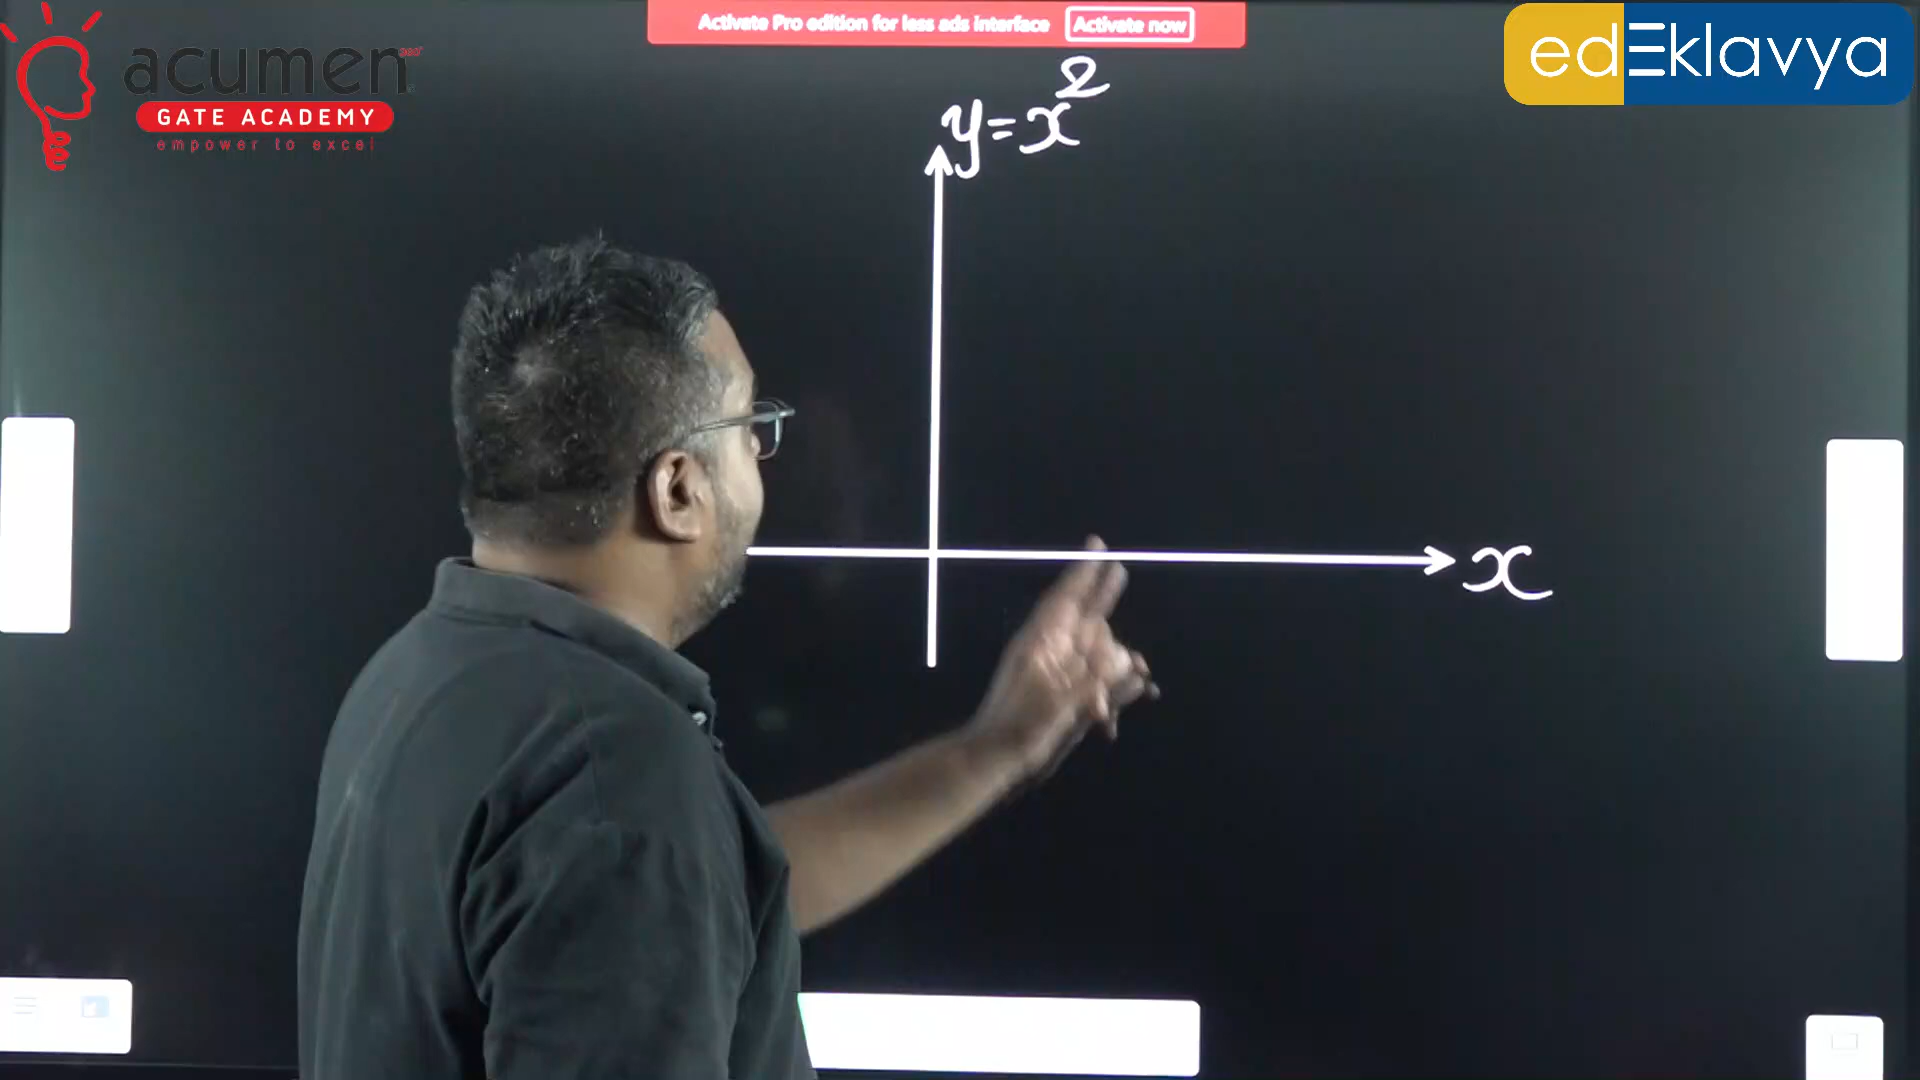 Activate Pro edition for less ads interface Activate now
acumen
GATE ACADEMY
empower to excel
edEklavya
y=x²
x